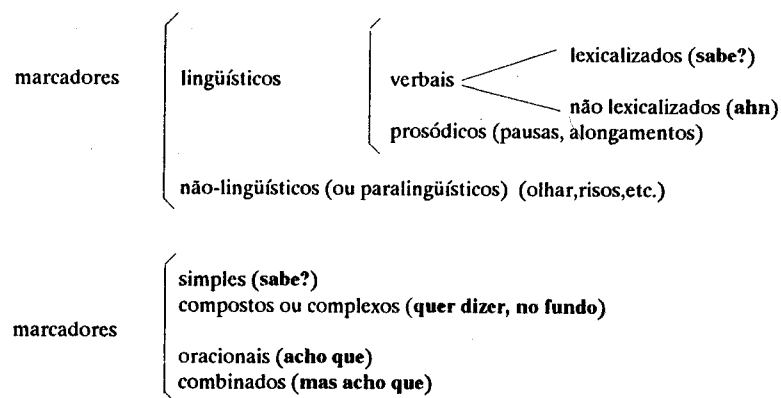 lexicalizados (sabe?)
marcadores lingüísticos verbais
não lexicalizados (ahn)
prosódicos (pausas, alongamentos)
não-lingüísticos (ou paralingüísticos) (olhar,risos,etc.)
simples (sabe?)
compostos ou complexos (quer dizer, no fundo)
marcadores
oracionais (acho que)
combinados (mas acho que)